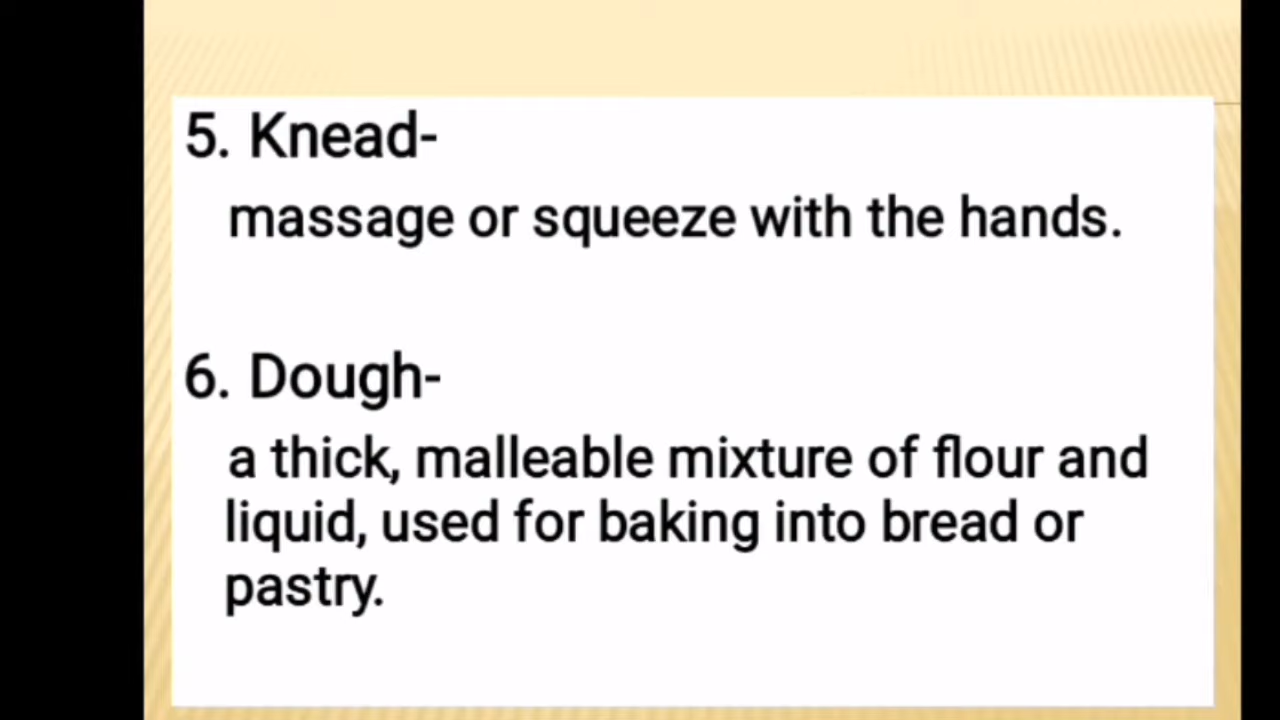 5. Knead-
massage or squeeze with the hands.
6. Dough-
a thick, malleable mixture of flour and
liquid, used for baking into bread or
pastry.